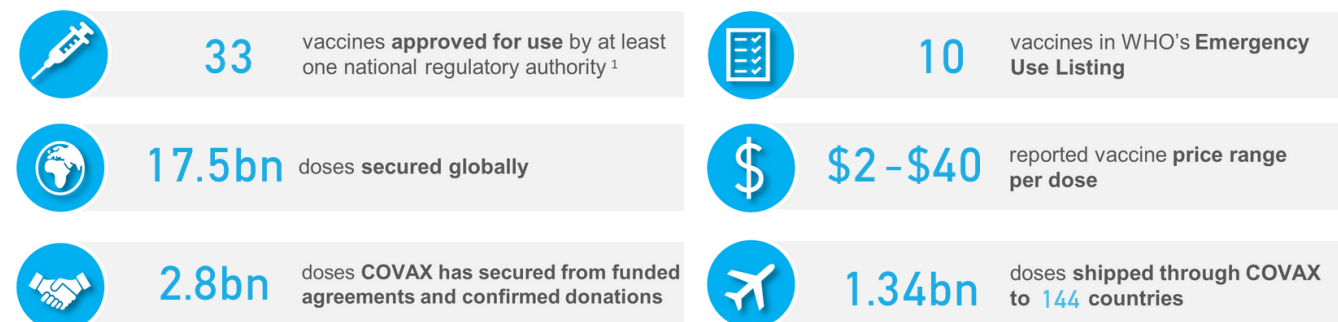 33
vaccines approved for use by at least
one national regulatory authority 1
10
vaccines in WHO's Emergency
Use Listing
17.5bn
doses secured globally
$2-$40
reported vaccine price range
per dose
2.8bn
doses COVAX has secured from funded
agreements and confirmed donations
1.34bn
doses shipped through COVAX
to 144 countries